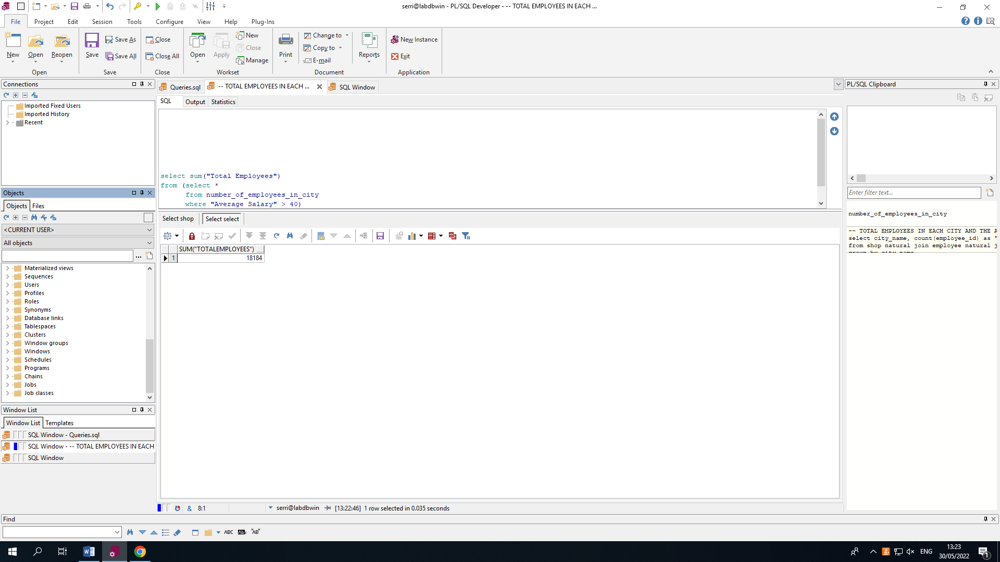 serri@labdbwin - PL/SQL Developer - -- TOTAL EMPLOYEES IN EACH ...
File Project Edit Session Tools Configure View Help Plug-Ins
New Open Reopen Save Save As Save All Close Close All Open Apply New Close Manage Print Change to Copy to E-mail Reports New Instance Exit
Open Save Close Workset Document Application
Connections
Imported Fixed Users
Imported History
Recent
Objects
Objects Files
<CURRENT USER>
All objects
...
Materialized views
Sequences
Users
Profiles
Roles
Synonyms
Database links
Tablespaces
Clusters
Window groups
Windows
Schedules
Programs
Chains
Jobs
Job classes
Window List
Window List Templates
SQL Window - Queries.sql
SQL Window - -- TOTAL EMPLOYEES IN EACH
SQL Window
Queries.sql -- TOTAL EMPLOYEES IN EACH ... SQL Window
SQL Output Statistics
select sum("Total Employees")
from (select *
from number_of_employees_in_city
where "Average Salary" > 40)
Select shop Select select
SUM("TOTALEMPLOYEES")
1 18184
& 8:1 serri@labdbwin [13:22:46] 1 row selected in 0.035 seconds
PL/SQL Clipboard
Enter filter text...
number_of_employees_in_city
-- TOTAL EMPLOYEES IN EACH CITY AND THE A
select city_name, count(employee_id) as "
from shop natural join employee natural j
group by city_name
Find
ABC AB "AB"
ENG
13:23
30/05/2022
1